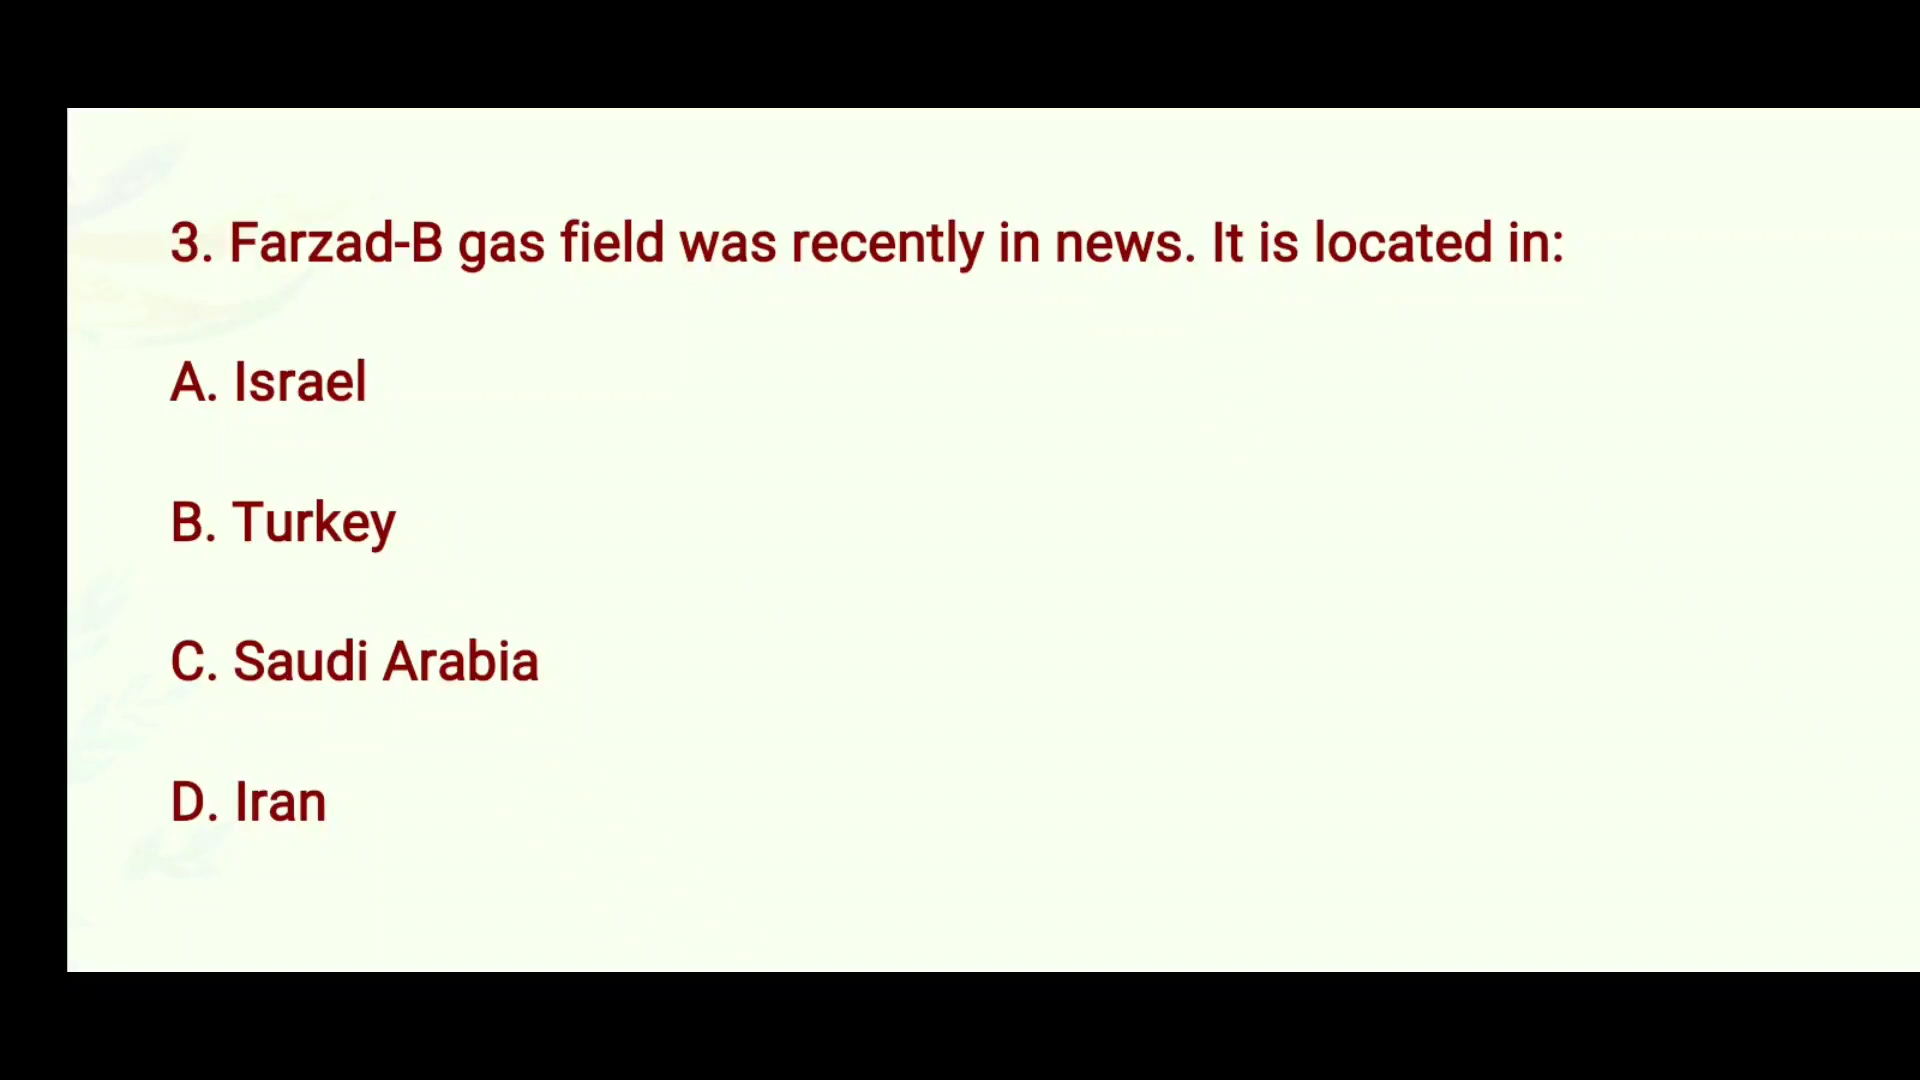 3. Farzad-B gas field was recently in news. It is located in:
A. Israel
B. Turkey
C. Saudi Arabia
D. Iran